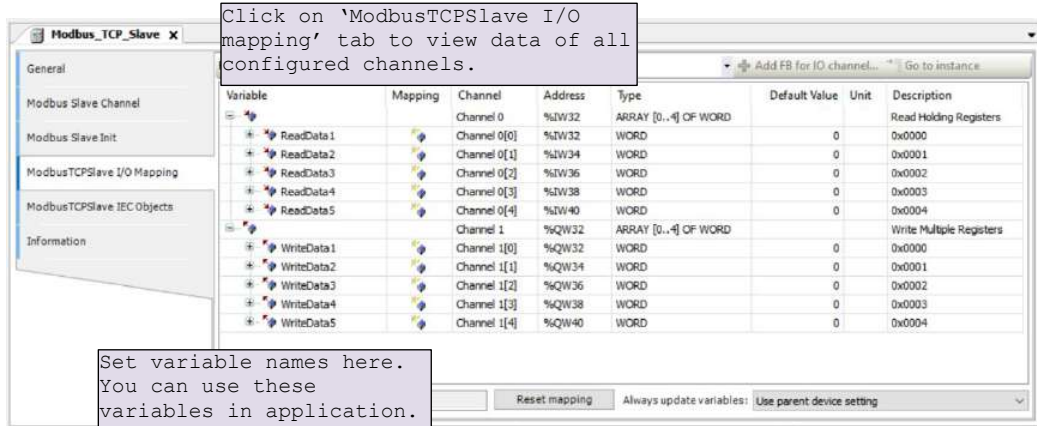 Modbus_TCP_Slave X
Click on ‘ModbusTCPSlave I/O
mapping’ tab to view data of all
configured channels.
General
Modbus Slave Channel
Modbus Slave Init
ModbusTCPSlave I/O Mapping
ModbusTCPSlave IEC Objects
Information
Add FB for IO channel... Go to instance
Variable Mapping Channel Address Type Default Value Unit Description
Channel 0 %IW32 ARRAY [0..4] OF WORD Read Holding Registers
ReadData1 Channel 0[0] %IW32 WORD 0 0x0000
ReadData2 Channel 0[1] %IW34 WORD 0 0x0001
ReadData3 Channel 0[2] %IW36 WORD 0 0x0002
ReadData4 Channel 0[3] %IW38 WORD 0 0x0003
ReadData5 Channel 0[4] %IW40 WORD 0 0x0004
Channel 1 %QW32 ARRAY [0..4] OF WORD Write Multiple Registers
WriteData1 Channel 1[0] %QW32 WORD 0 0x0000
WriteData2 Channel 1[1] %QW34 WORD 0 0x0001
WriteData3 Channel 1[2] %QW36 WORD 0 0x0002
WriteData4 Channel 1[3] %QW38 WORD 0 0x0003
WriteData5 Channel 1[4] %QW40 WORD 0 0x0004
Set variable names here.
You can use these
variables in application.
Reset mapping Always update variables: Use parent device setting